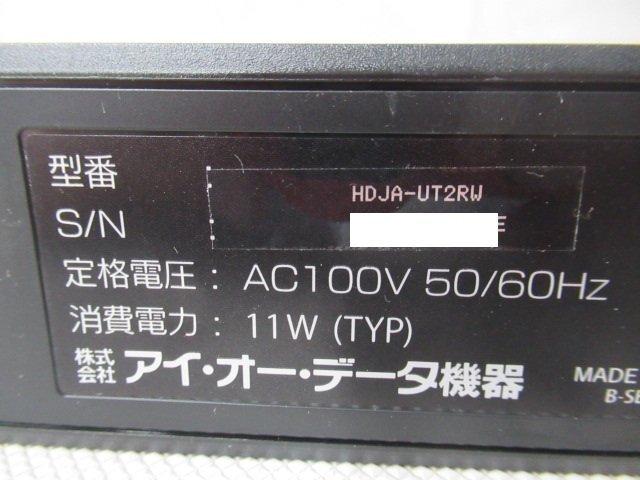 型番 HDJA-UT2RW
S/N E
定格電圧: AC100V 50/60Hz
消費電力: 11W (TYP)
株式会社 アイ・オー・データ機器
MADE
B-SE